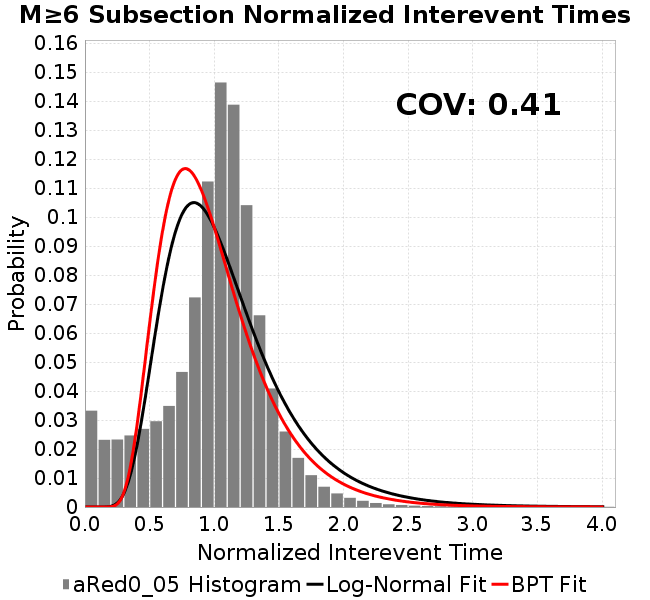 M≥6 Subsection Normalized Interevent Times
COV: 0.41
Probability
0.16
0.15
0.14
0.13
0.12
0.11
0.1
0.09
0.08
0.07
0.06
0.05
0.04
0.03
0.02
0.01
0
0.0 0.5 1.0 1.5 2.0 2.5 3.0 3.5 4.0
Normalized Interevent Time
aRed0_05 Histogram Log-Normal Fit BPT Fit